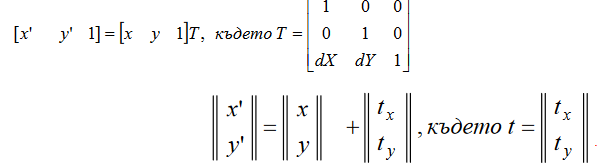 [x' y' 1] = [x y 1]T, където T = | 1 0 0 |
| 0 1 0 |
| dX dY 1 |
‖ x' ‖ = ‖ x ‖ + ‖ tx ‖ , където t = ‖ tx ‖ .
‖ y' ‖ ‖ y ‖ ‖ ty ‖ ‖ ty ‖